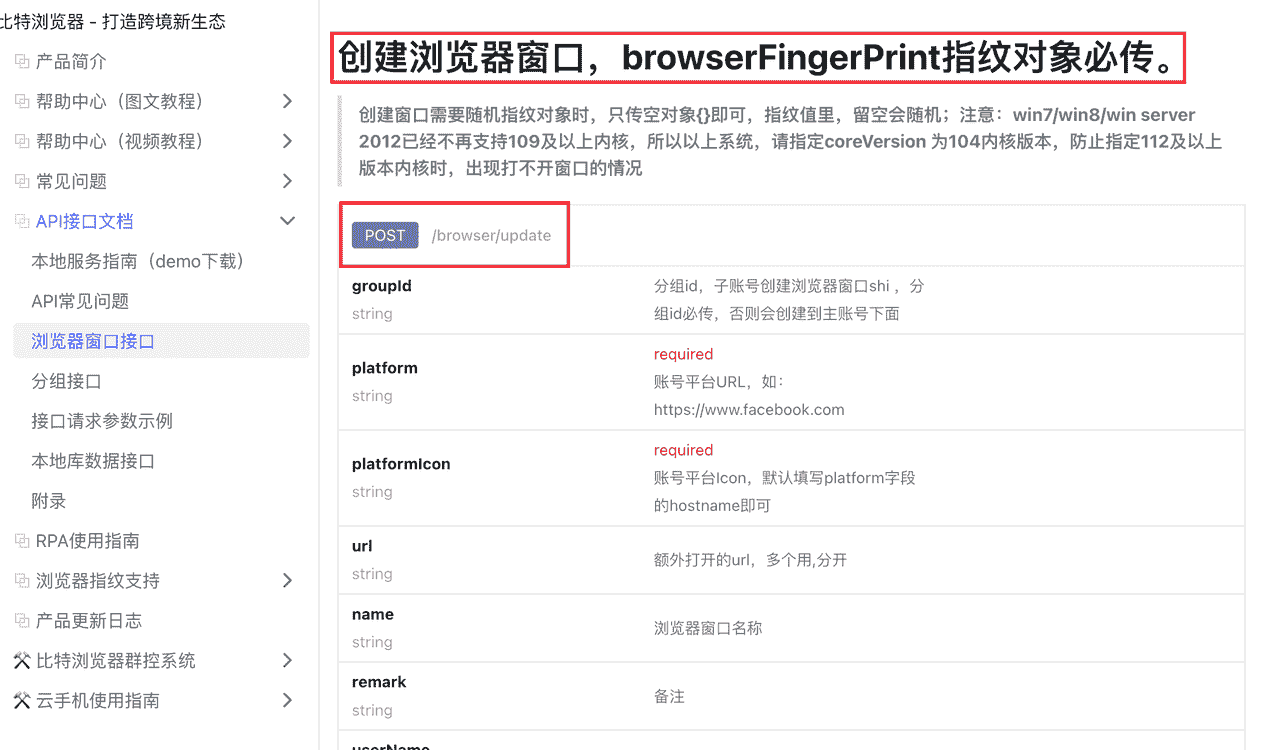 比特浏览器 - 打造跨境新生态
产品简介
帮助中心（图文教程）
帮助中心（视频教程）
常见问题
API接口文档
本地服务指南（demo下载）
API常见问题
浏览器窗口接口
分组接口
接口请求参数示例
本地库数据接口
附录
RPA使用指南
浏览器指纹支持
产品更新日志
比特浏览器群控系统
云手机使用指南
创建浏览器窗口，browserFingerPrint指纹对象必传。
创建窗口需要随机指纹对象时，只传空对象{}即可，指纹值里，留空会随机；注意：win7/win8/win server
2012已经不再支持109及以上内核，所以以上系统，请指定coreVersion 为104内核版本，防止指定112及以上
版本内核时，出现打不开窗口的情况
POST /browser/update
groupId
string
分组id，子账号创建浏览器窗口shi ，分
组id必传，否则会创建到主账号下面
platform
string
required
账号平台URL，如：
https://www.facebook.com
platformIcon
string
required
账号平台Icon，默认填写platform字段
的hostname即可
url
string
额外打开的url，多个用,分开
name
string
浏览器窗口名称
remark
string
备注
userName